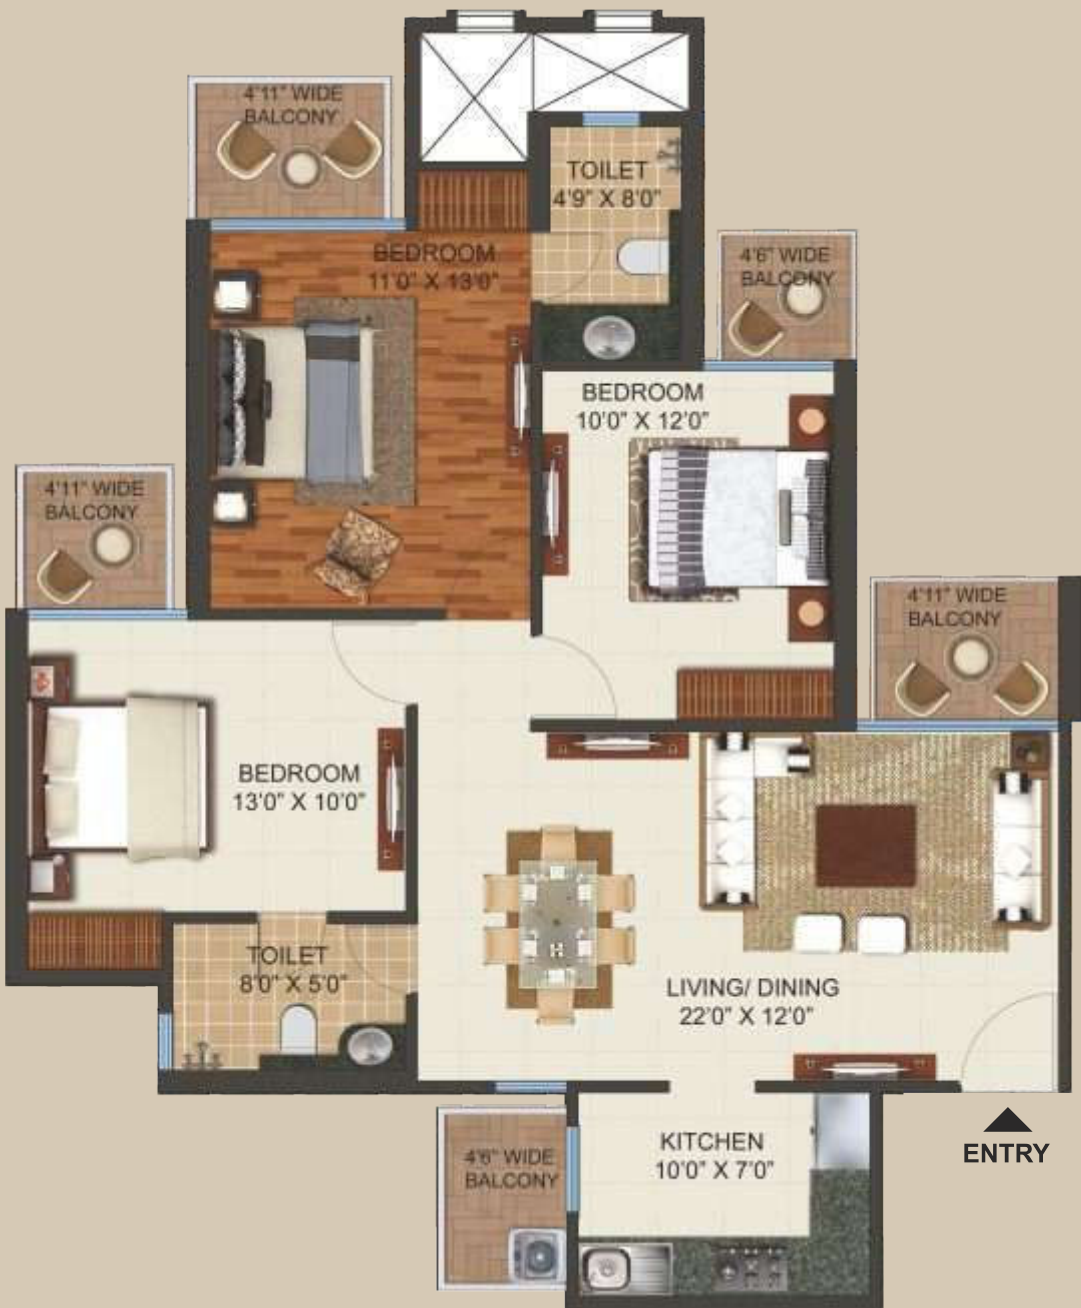 4'11" WIDE
BALCONY
TOILET
4'9" X 8'0"
BEDROOM
11'0" X 13'0"
4'6" WIDE
BALCONY
BEDROOM
10'0" X 12'0"
4'11" WIDE
BALCONY
4'11" WIDE
BALCONY
BEDROOM
13'0" X 10'0"
TOILET
8'0" X 5'0"
LIVING/ DINING
22'0" X 12'0"
KITCHEN
10'0" X 7'0"
4'6" WIDE
BALCONY
ENTRY